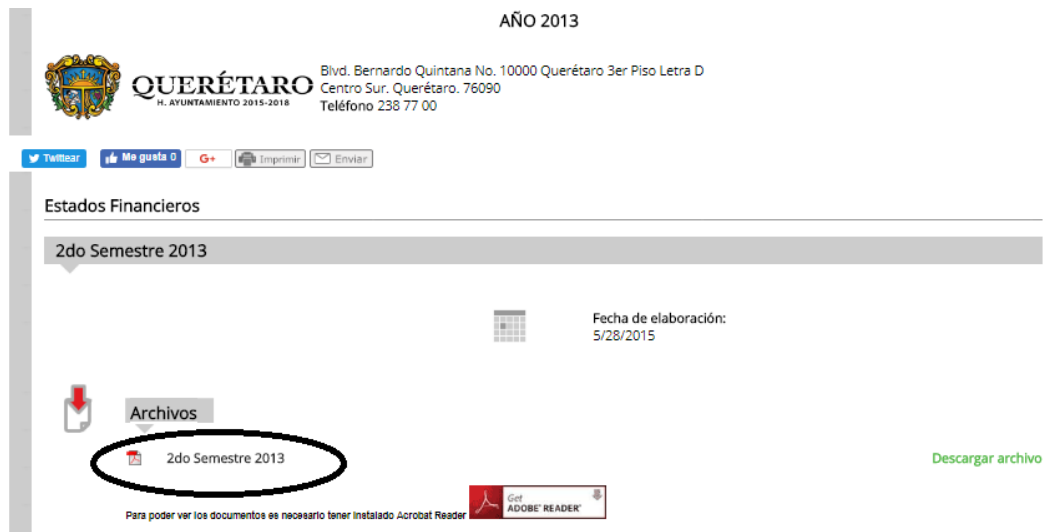 AÑO 2013
QUERÉTARO
H. AYUNTAMIENTO 2015-2018
Blvd. Bernardo Quintana No. 10000 Querétaro 3er Piso Letra D
Centro Sur. Querétaro. 76090
Teléfono 238 77 00
Twittear Me gusta 0 G+ Imprimir Enviar
Estados Financieros
2do Semestre 2013
Fecha de elaboración:
5/28/2015
Archivos
2do Semestre 2013 Descargar archivo
Para poder ver los documentos es necesario tener instalado Acrobat Reader
Get
ADOBE® READER®